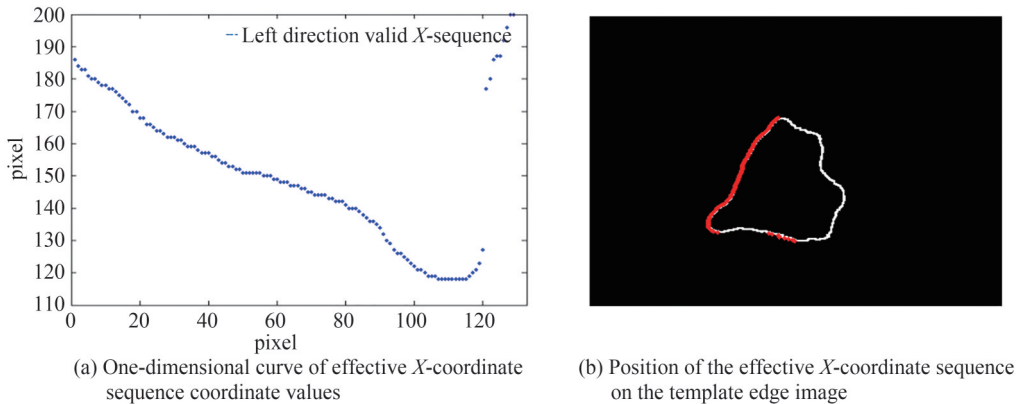 200
190
180
170
160
150
140
130
120
110
pixel
Left direction valid X-sequence
0 20 40 60 80 100 120
pixel
(a) One-dimensional curve of effective X-coordinate
sequence coordinate values
(b) Position of the effective X-coordinate sequence
on the template edge image